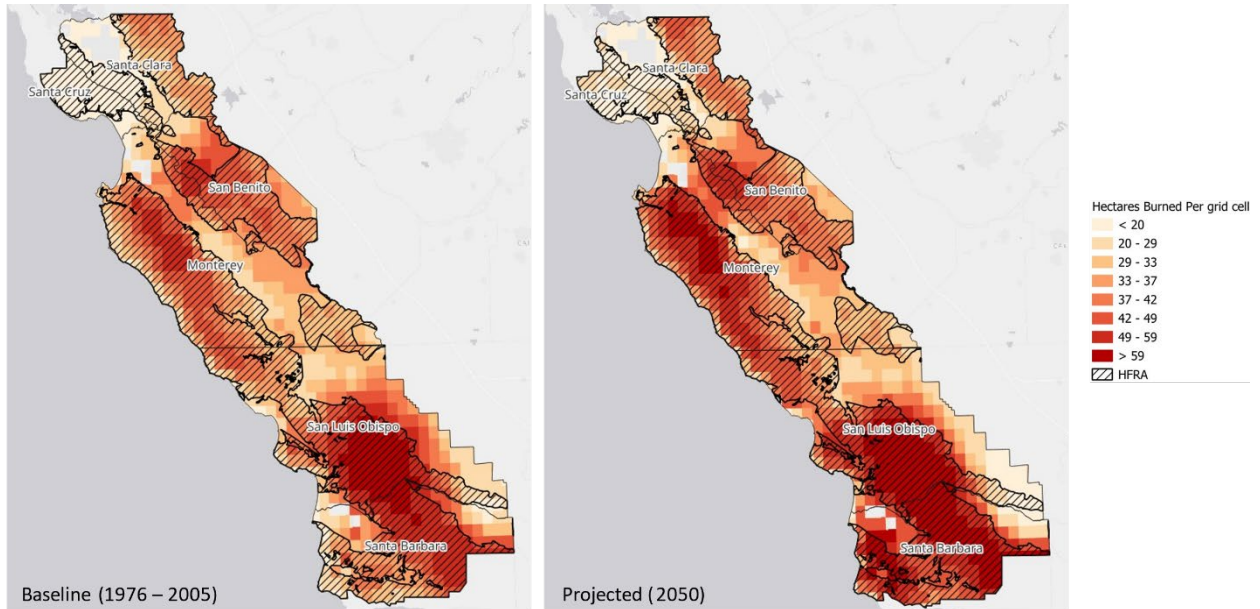 Santa Clara
Santa Cruz
San Benito
Monterey
San Luis Obispo
Santa Barbara
Baseline (1976 – 2005)
Santa Clara
Santa Cruz
San Benito
Monterey
San Luis Obispo
Santa Barbara
Projected (2050)
Hectares Burned Per grid cell
< 20
20 - 29
29 - 33
33 - 37
37 - 42
42 - 49
49 - 59
> 59
HFRA